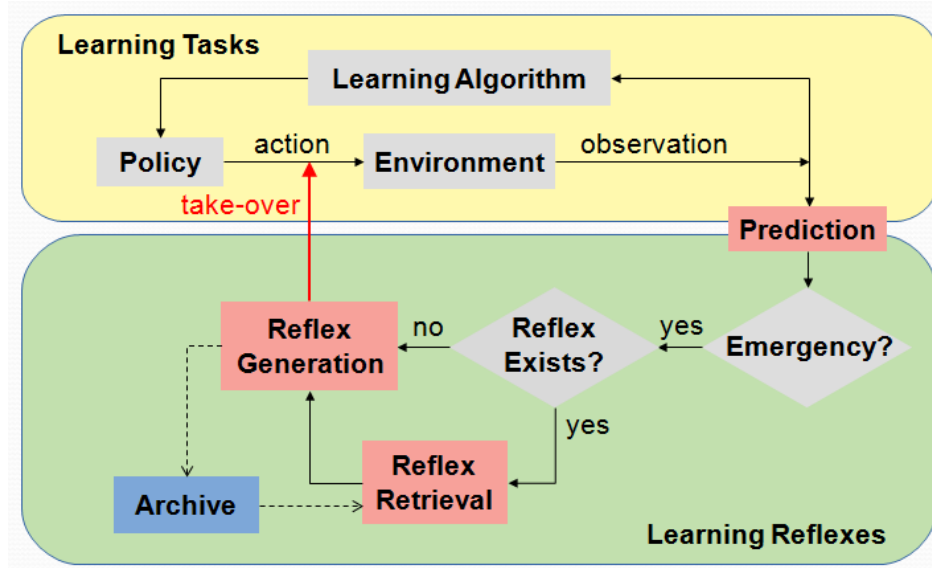 Learning Tasks
Learning Algorithm
Policy
action
Environment
observation
take-over
Prediction
Reflex
Generation
no
Reflex
Exists?
yes
Emergency?
yes
Reflex
Retrieval
Archive
Learning Reflexes